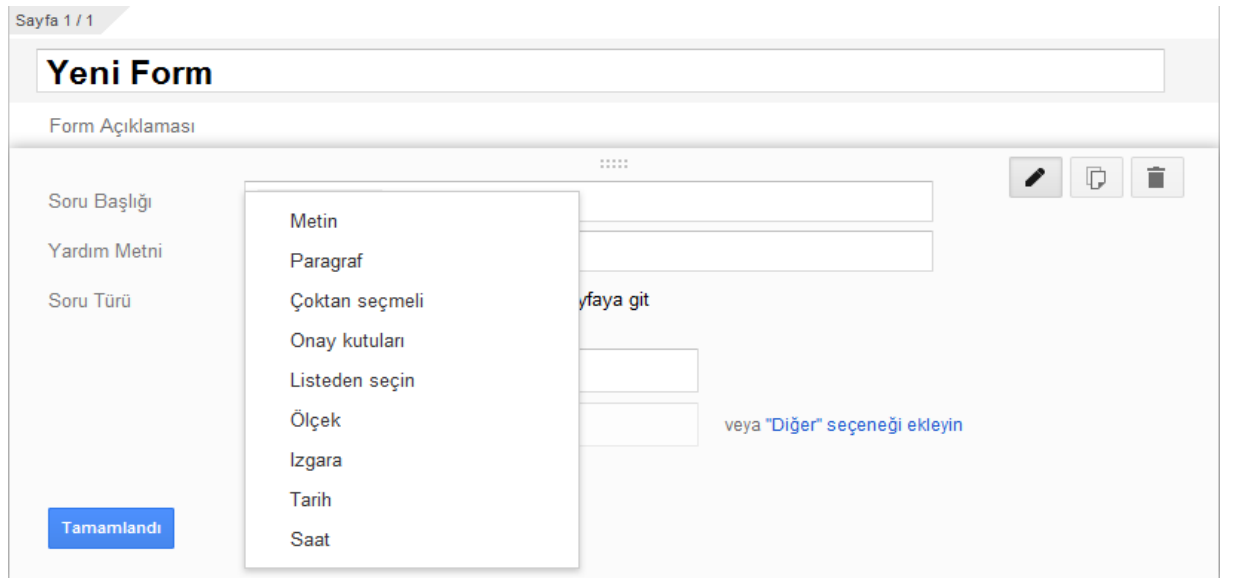 Sayfa 1 / 1
Yeni Form
Form Açıklaması
Soru Başlığı
Yardım Metni
Soru Türü
Metin
Paragraf
Çoktan seçmeli
Onay kutuları
Listeden seçin
Ölçek
Izgara
Tarih
Saat
yfaya git
veya "Diğer" seçeneği ekleyin
Tamamlandı